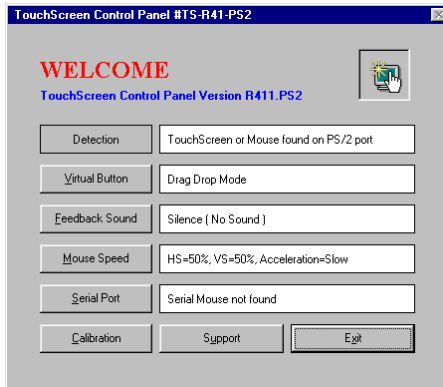 TouchScreen Control Panel #TS-R41-PS2
WELCOME
TouchScreen Control Panel Version R411.PS2
Detection TouchScreen or Mouse found on PS/2 port
Virtual Button Drag Drop Mode
Feedback Sound Silence ( No Sound )
Mouse Speed HS=50%, VS=50%, Acceleration=Slow
Serial Port Serial Mouse not found
Calibration Support Exit